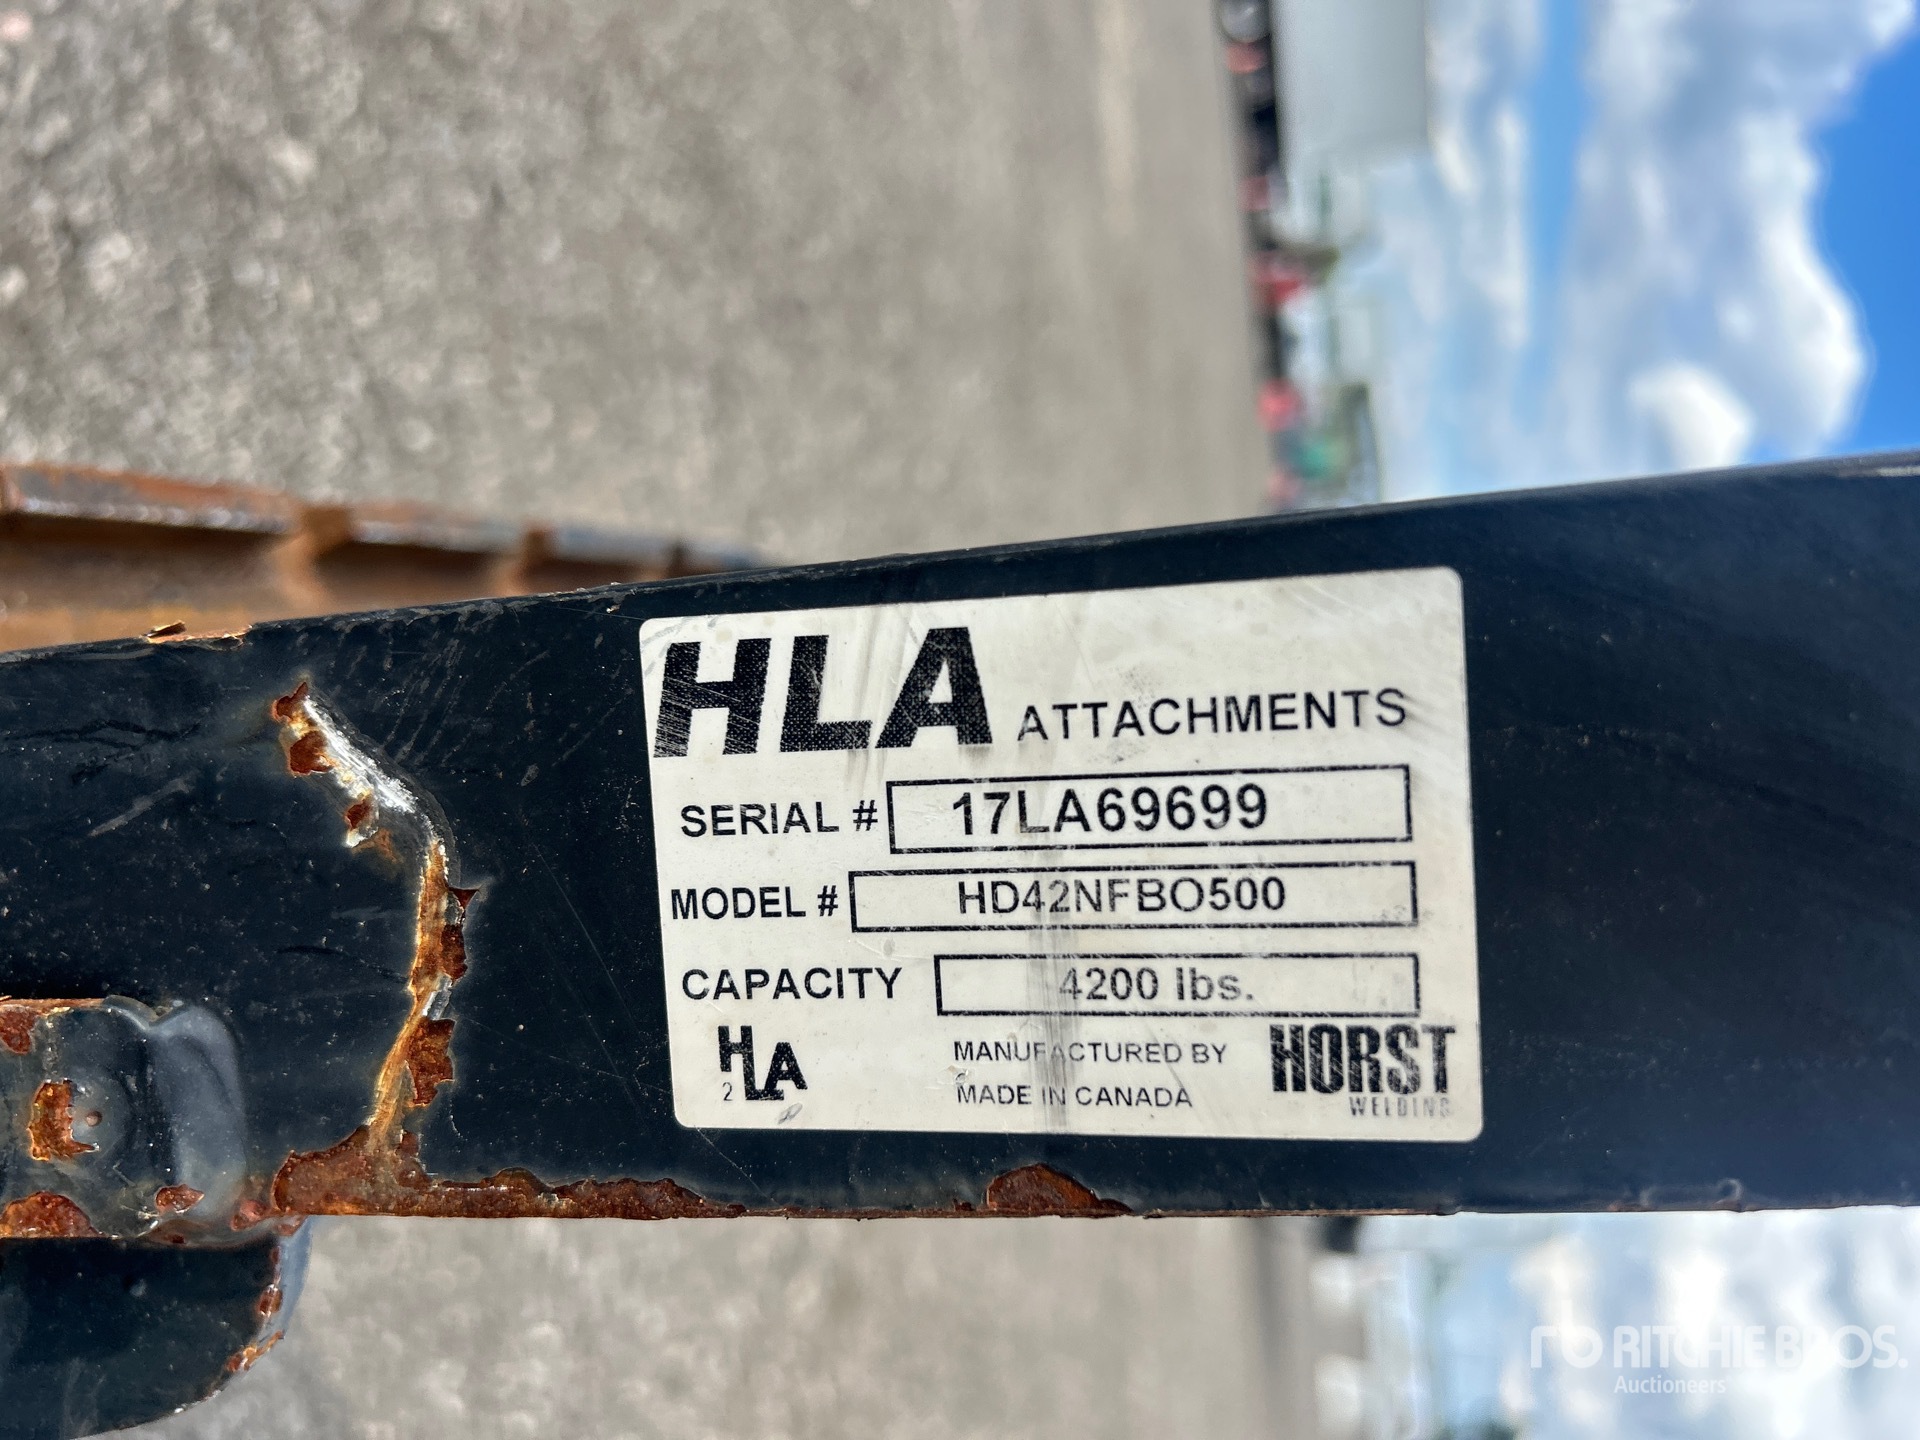 HLA ATTACHMENTS
SERIAL # 17LA69699
MODEL # HD42NFBO500
CAPACITY 4200 lbs.
HLA
2
MANUFACTURED BY
MADE IN CANADA
HORST
WELDING
RITCHIE BROS.
Auctioneers